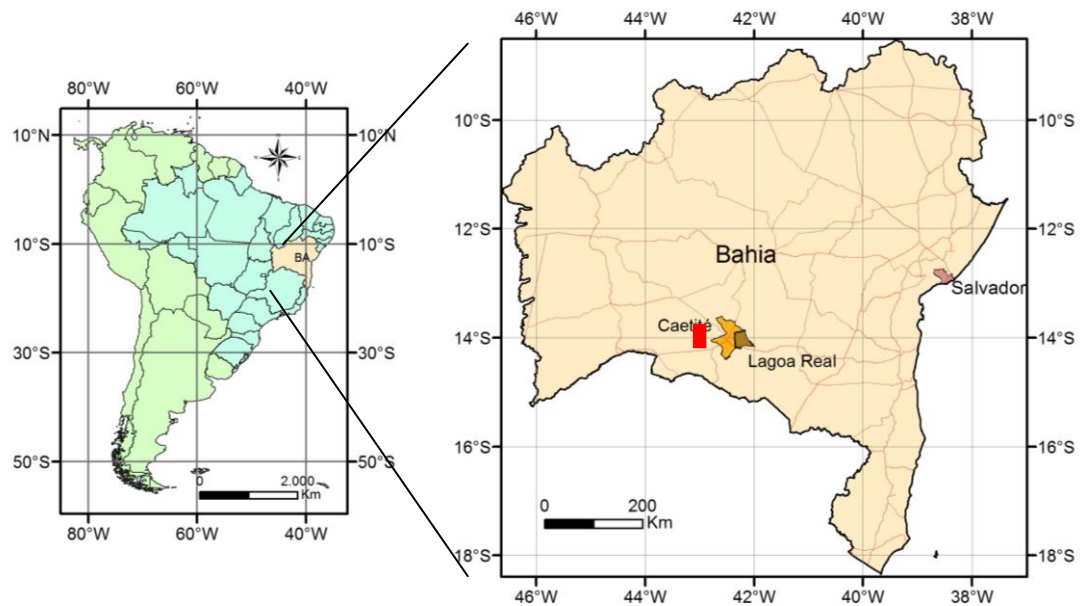 80°W 60°W 40°W
10°N 10°N
10°S 10°S
BA
30°S 30°S
50°S 50°S
0 2.000
Km
80°W 60°W 40°W
46°W 44°W 42°W 40°W 38°W
10°S 10°S
12°S 12°S
Bahia
Salvador
Caetité
14°S 14°S
Lagoa Real
16°S 16°S
0 200
Km
18°S 18°S
46°W 44°W 42°W 40°W 38°W